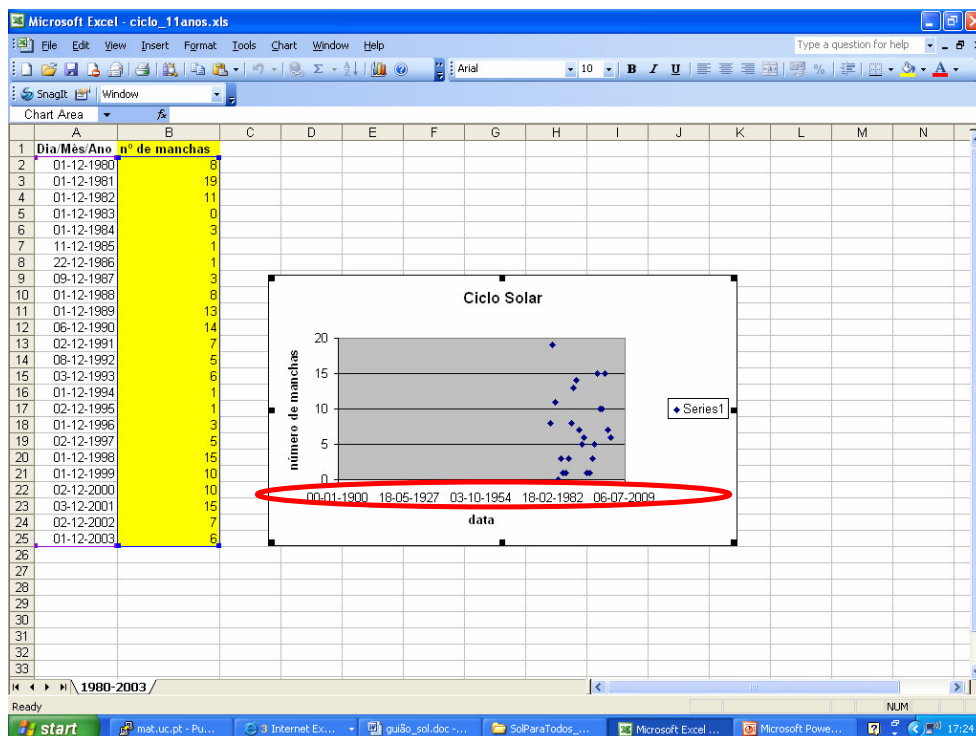 Microsoft Excel - ciclo_11anos.xls
File Edit View Insert Format Tools Chart Window Help
Type a question for help
Arial 10 B I U
SnagIt Window
Chart Area fx
A B C D E F G H I J K L M N
1 Dia/Mês/Ano nº de manchas
2 01-12-1980 8
3 01-12-1981 19
4 01-12-1982 11
5 01-12-1983 0
6 01-12-1984 3
7 11-12-1985 1
8 22-12-1986 1
9 09-12-1987 3
10 01-12-1988 8
11 01-12-1989 13
12 06-12-1990 14
13 02-12-1991 7
14 08-12-1992 5
15 03-12-1993 6
16 01-12-1994 1
17 02-12-1995 1
18 01-12-1996 3
19 02-12-1997 5
20 01-12-1998 15
21 01-12-1999 10
22 02-12-2000 10
23 03-12-2001 15
24 02-12-2002 7
25 01-12-2003 6
26
27
28
29
30
31
32
33
Ciclo Solar
número de manchas
20
15
10
5
0
Series1
00-01-1900 18-05-1927 03-10-1954 18-02-1982 06-07-2009
data
1980-2003
Ready
NUM
start mat.uc.pt - Pu... 3 Internet Ex... guião_sol.doc -... SolParaTodos_... Microsoft Excel ... Microsoft Powe... 17:24